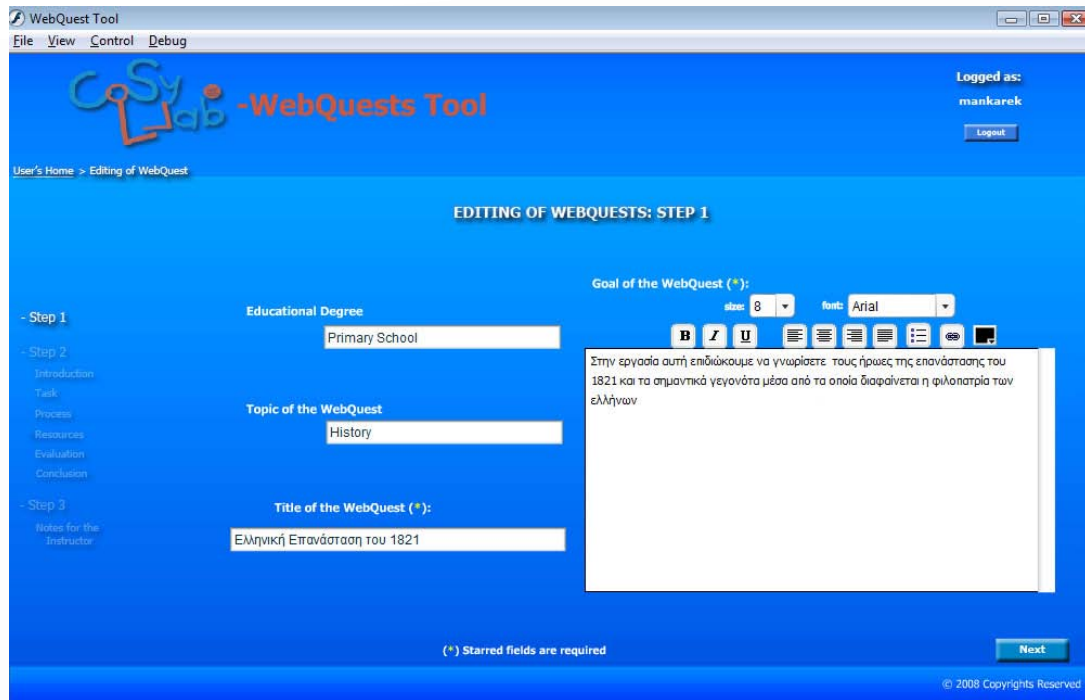 WebQuest Tool
File View Control Debug
CoSy Lab -WebQuests Tool
Logged as:
mankarek
Logout
User's Home > Editing of WebQuest
EDITING OF WEBQUESTS: STEP 1
- Step 1
- Step 2
Introduction
Task
Process
Resources
Evaluation
Conclusion
- Step 3
Notes for the
Instructor
Educational Degree
Primary School
Topic of the WebQuest
History
Title of the WebQuest (*):
Ελληνική Επανάσταση του 1821
Goal of the WebQuest (*):
size: 8 font: Arial
B I U
Στην εργασία αυτή επιδιώκουμε να γνωρίσετε τους ήρωες της επανάστασης του
1821 και τα σημαντικά γεγονότα μέσα από τα οποία διαφαίνεται η φιλοπατρία των
ελλήνων
(*) Starred fields are required
Next
© 2008 Copyrights Reserved